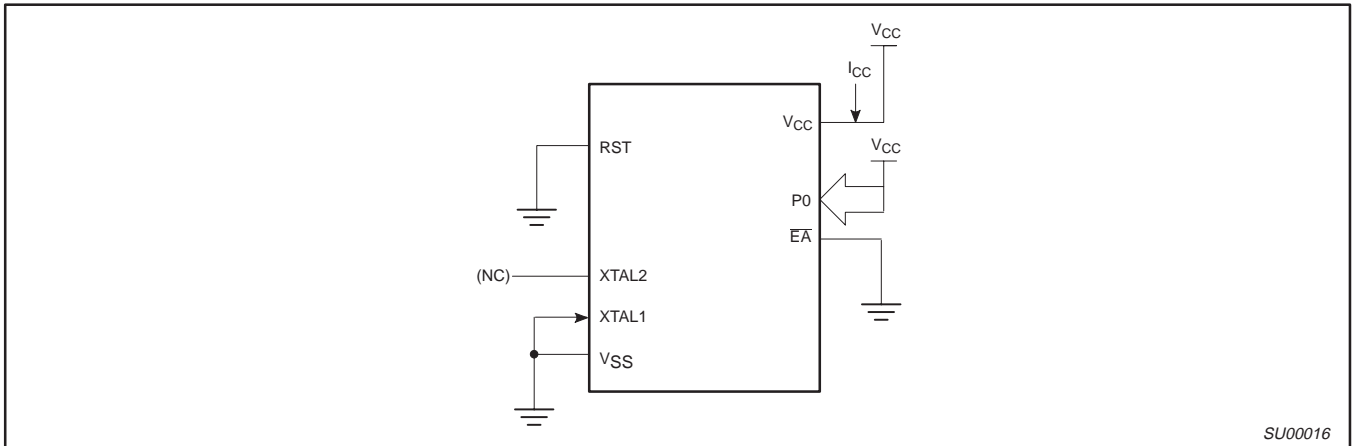 VCC
ICC
VCC
RST
VCC
P0
EA
(NC)
XTAL2
XTAL1
VSS
SU00016